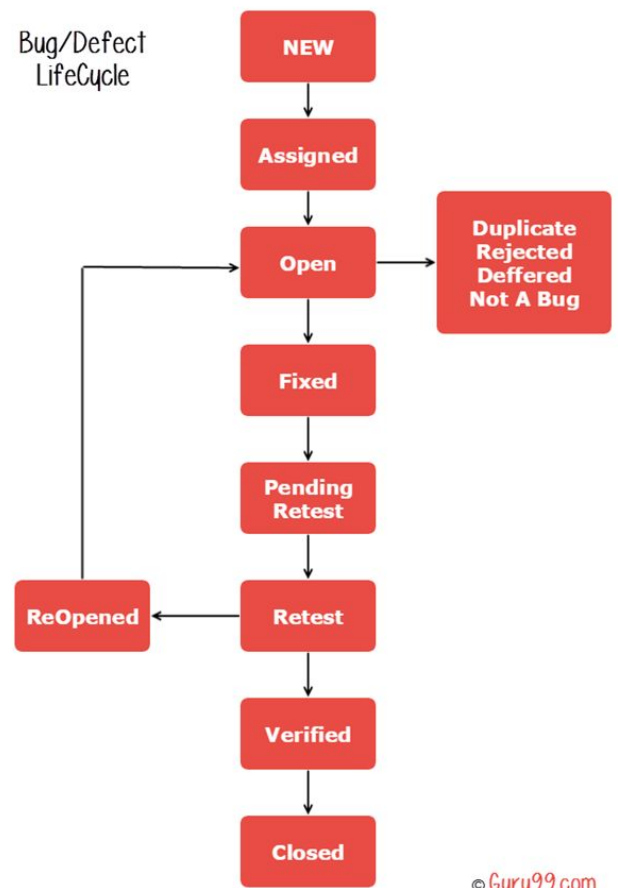 Bug/Defect
LifeCycle
NEW
Assigned
Open
Duplicate
Rejected
Deffered
Not A Bug
Fixed
Pending
Retest
ReOpened
Retest
Verified
Closed
© Guru99.com